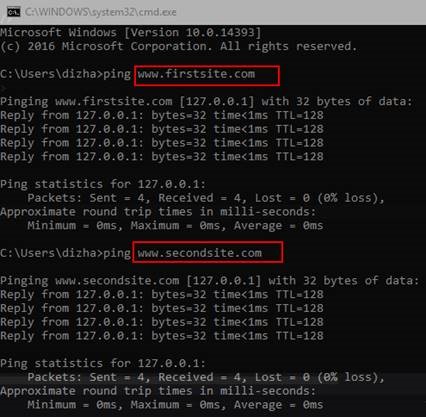 C:\WINDOWS\system32\cmd.exe
Microsoft Windows [Version 10.0.14393]
(c) 2016 Microsoft Corporation. All rights reserved.
C:\Users\dizha>ping www.firstsite.com
>
Pinging www.firstsite.com [127.0.0.1] with 32 bytes of data:
Reply from 127.0.0.1: bytes=32 time<1ms TTL=128
Reply from 127.0.0.1: bytes=32 time<1ms TTL=128
Reply from 127.0.0.1: bytes=32 time<1ms TTL=128
Reply from 127.0.0.1: bytes=32 time<1ms TTL=128
Ping statistics for 127.0.0.1:
Packets: Sent = 4, Received = 4, Lost = 0 (0% loss),
Approximate round trip times in milli-seconds:
Minimum = 0ms, Maximum = 0ms, Average = 0ms
C:\Users\dizha>ping www.secondsite.com
Pinging www.secondsite.com [127.0.0.1] with 32 bytes of data:
Reply from 127.0.0.1: bytes=32 time<1ms TTL=128
Reply from 127.0.0.1: bytes=32 time<1ms TTL=128
Reply from 127.0.0.1: bytes=32 time<1ms TTL=128
Reply from 127.0.0.1: bytes=32 time<1ms TTL=128
Ping statistics for 127.0.0.1:
Packets: Sent = 4, Received = 4, Lost = 0 (0% loss),
Approximate round trip times in milli-seconds:
Minimum = 0ms, Maximum = 0ms, Average = 0ms